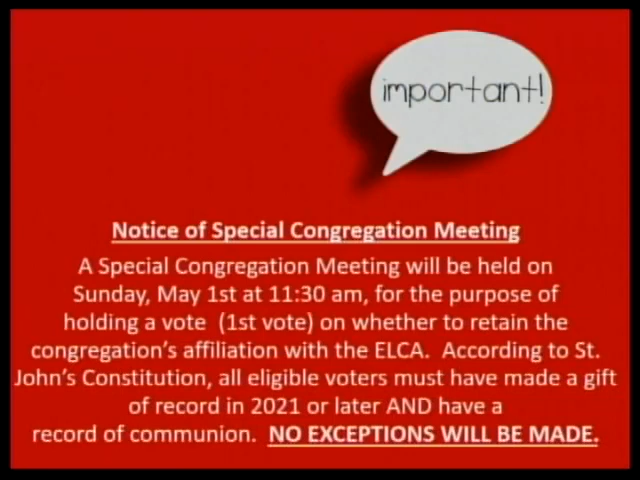 important!
Notice of Special Congregation Meeting
A Special Congregation Meeting will be held on
Sunday, May 1st at 11:30 am, for the purpose of
holding a vote  (1st vote) on whether to retain the
congregation's affiliation with the ELCA.  According to St.
John's Constitution, all eligible voters must have made a gift
of record in 2021 or later AND have a
record of communion.  NO EXCEPTIONS WILL BE MADE.